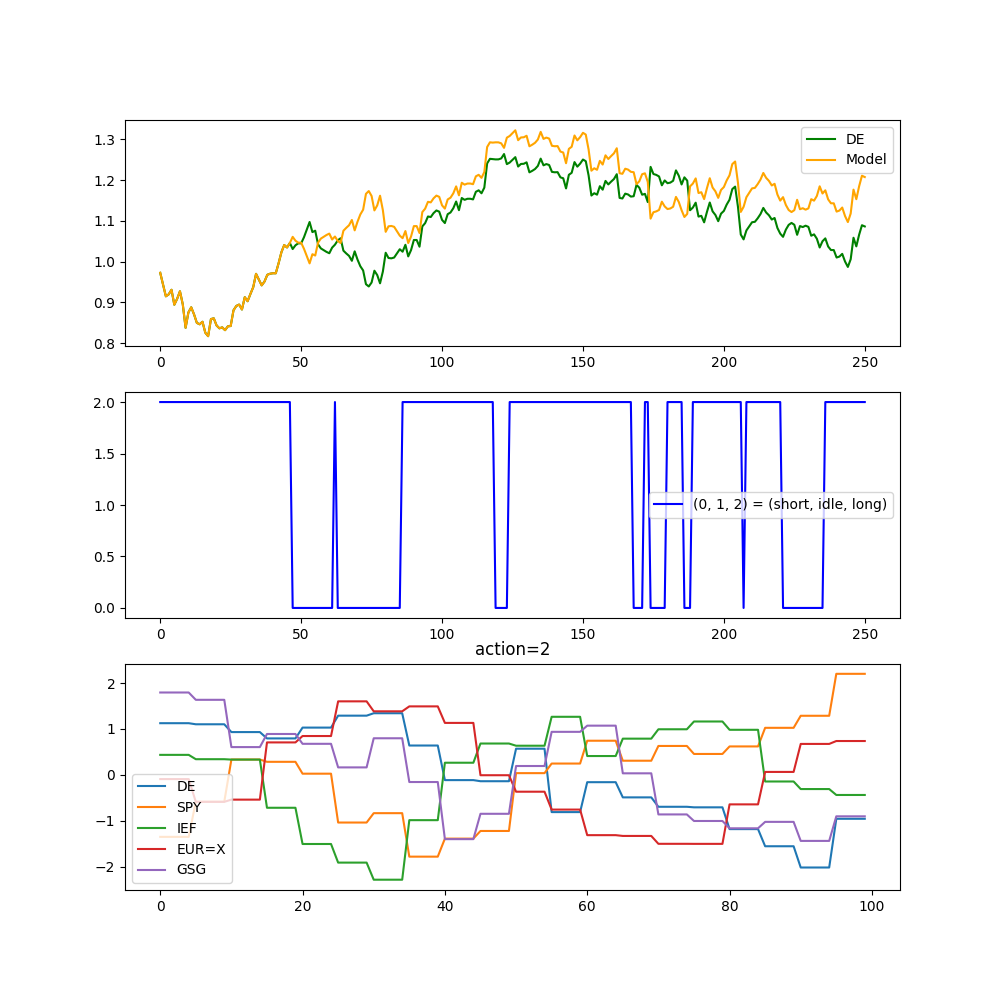 1.3
1.2
1.1
1.0
0.9
0.8
DE
Model
0 50 100 150 200 250
2.0
1.5
1.0
0.5
0.0
(0, 1, 2) = (short, idle, long)
0 50 100 150 200 250
action=2
2
1
0
−1
−2
DE
SPY
IEF
EUR=X
GSG
0 20 40 60 80 100